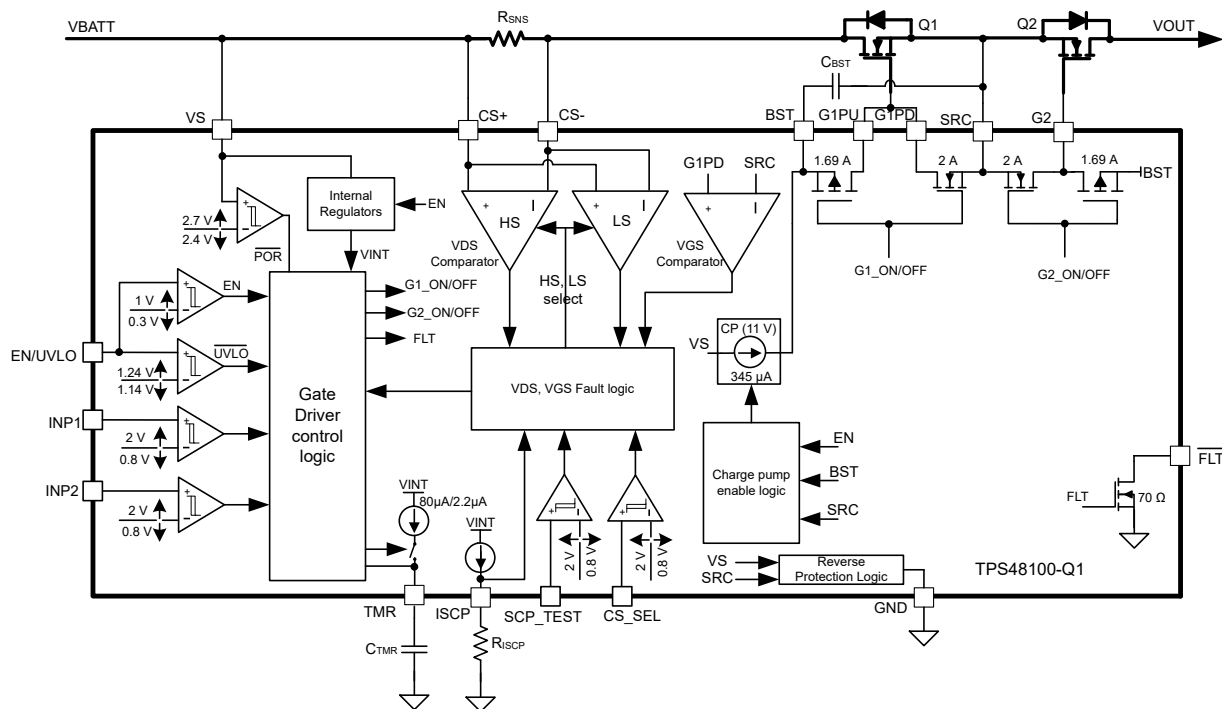 VBATT
RSNS
Q1
Q2
VOUT
CBST
VS
CS+
CS-
BST
G1PU
G1PD
SRC
G2
1.69 A
2 A
2 A
1.69 A
BST
G1PD
SRC
Internal
Regulators
EN
+
−
HS
+
−
LS
+
−
2.7 V
2.4 V
+
−
POR
VINT
VDS
Comparator
VGS
Comparator
HS, LS
select
G1_ON/OFF
G2_ON/OFF
G1_ON/OFF
G2_ON/OFF
FLT
EN
1 V
0.3 V
+
−
EN/UVLO
UVLO
1.24 V
1.14 V
+
−
CP (11 V)
VS
345 µA
Gate
Driver
control
logic
VDS, VGS Fault logic
INP1
2 V
0.8 V
+
−
INP2
2 V
0.8 V
+
−
Charge pump
enable logic
EN
BST
SRC
FLT
FLT
70 Ω
VINT
80µA/2.2µA
VINT
+
−
2 V
0.8 V
+
−
2 V
0.8 V
VS
SRC
Reverse
Protection Logic
TPS48100-Q1
TMR
ISCP
SCP_TEST
CS_SEL
GND
CTMR
RISCP